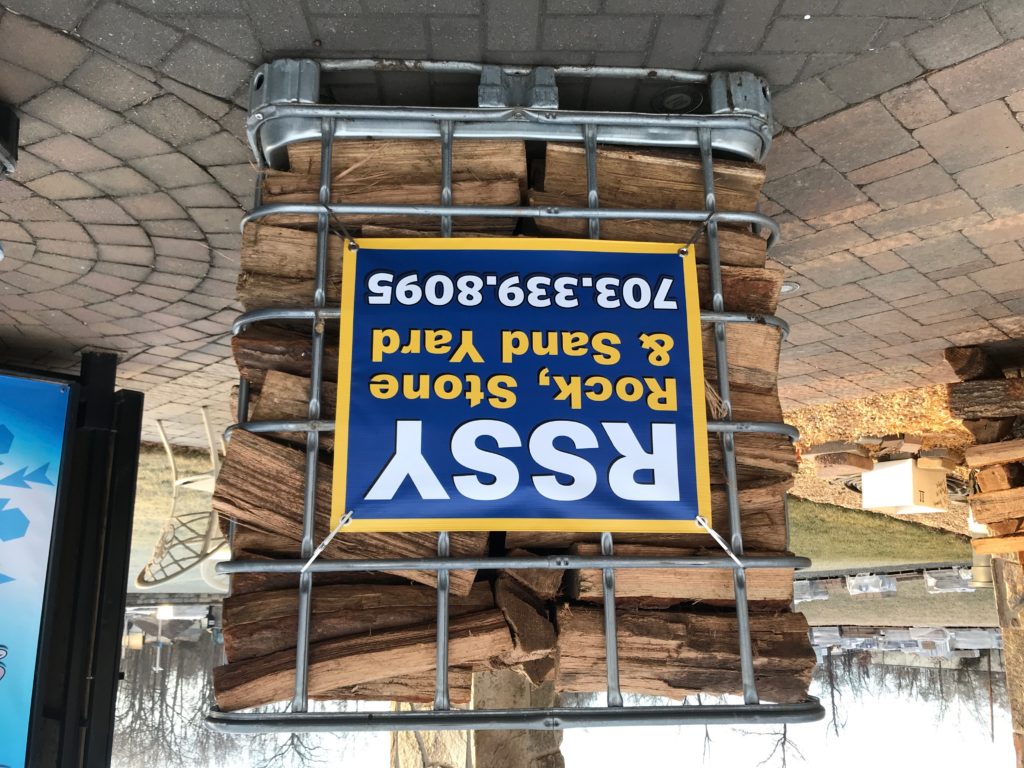 RSSY
Rock, Stone
& Sand Yard
703.339.8095